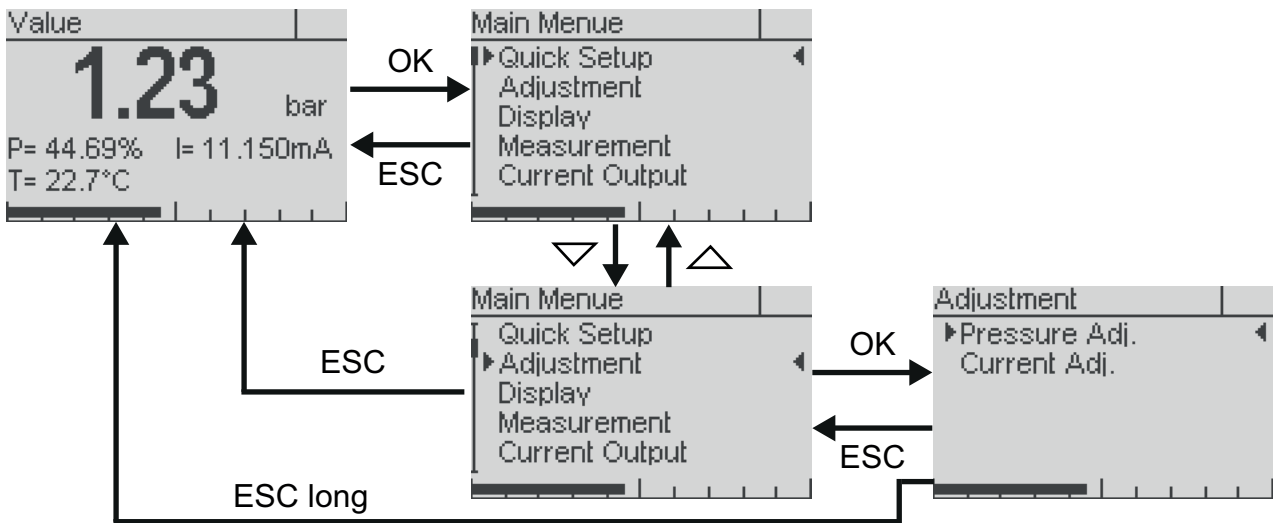 Value
1.23 bar
P= 44.69% I= 11.150mA
T= 22.7°C
OK
ESC
Main Menue
Quick Setup
Adjustment
Display
Measurement
Current Output
ESC
Main Menue
Quick Setup
Adjustment
Display
Measurement
Current Output
OK
ESC
Adjustment
Pressure Adj.
Current Adj.
ESC long